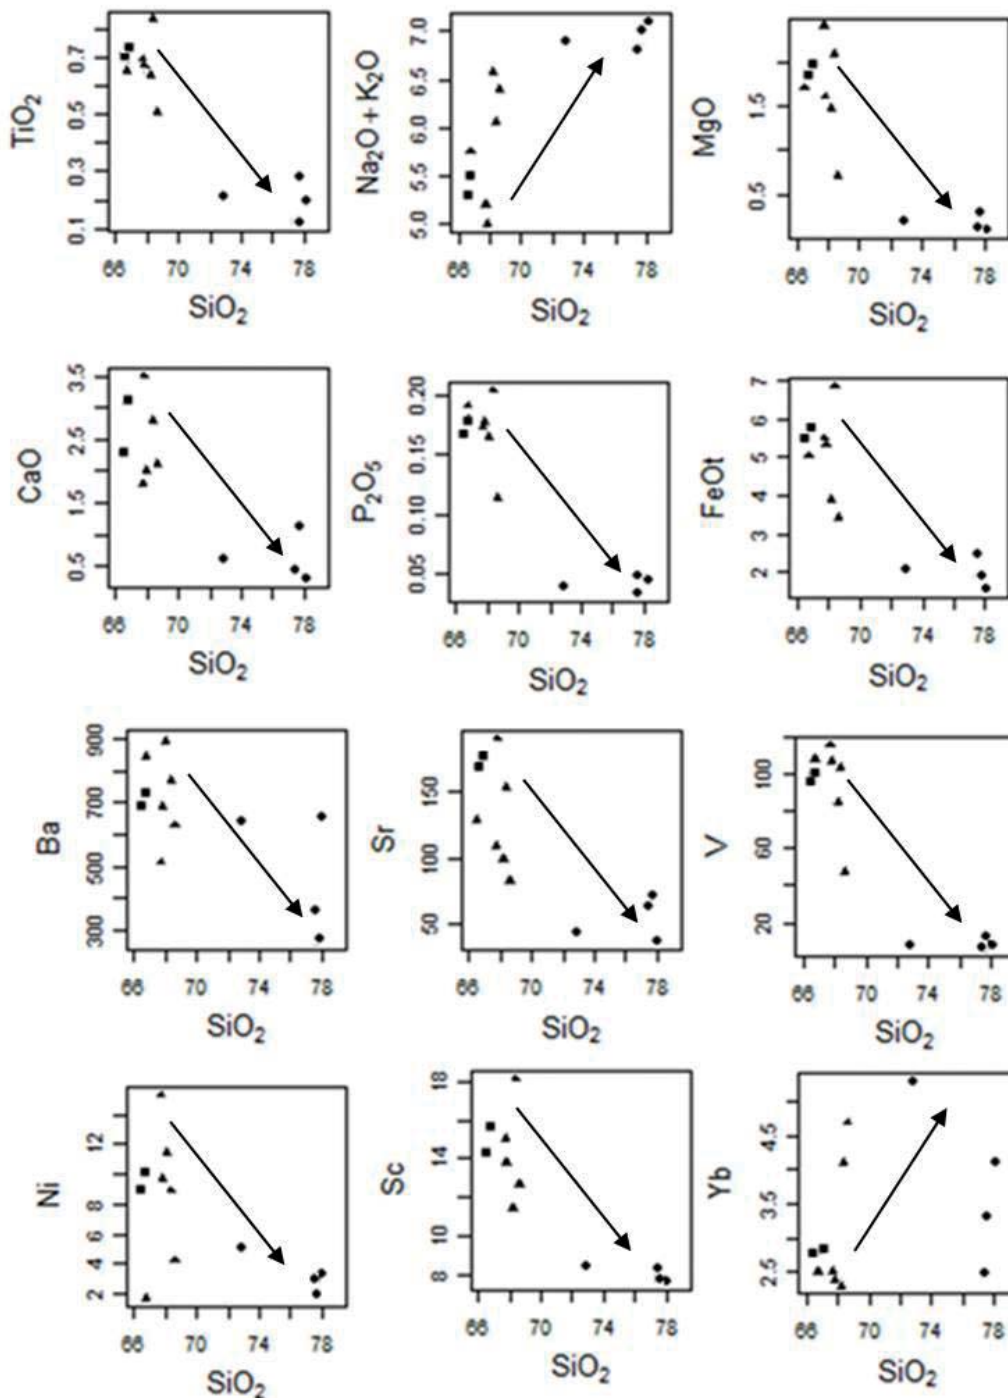 TiO₂
0.1 0.3 0.5 0.7
66 70 74 78
SiO₂
Na₂O + K₂O
5.0 5.5 6.0 6.5 7.0
66 70 74 78
SiO₂
MgO
0.5 1.5
66 70 74 78
SiO₂
CaO
0.5 1.5 2.5 3.5
66 70 74 78
SiO₂
P₂O₅
0.05 0.10 0.15 0.20
66 70 74 78
SiO₂
FeOt
2 3 4 5 6 7
66 70 74 78
SiO₂
Ba
300 500 700 900
66 70 74 78
SiO₂
Sr
50 100 150
66 70 74 78
SiO₂
V
20 60 100
66 70 74 78
SiO₂
Ni
2 4 6 8 10 12
66 70 74 78
SiO₂
Sc
8 10 14 18
66 70 74 78
SiO₂
Yb
2.5 3.5 4.5
66 70 74 78
SiO₂